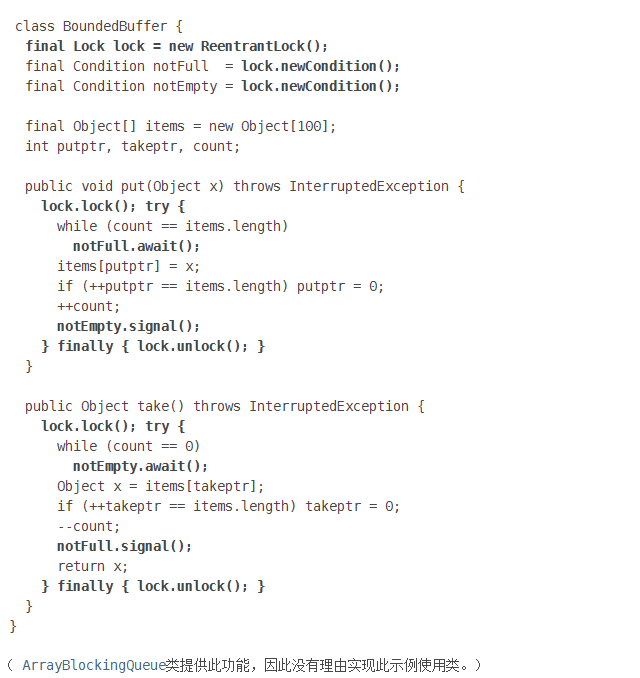 class BoundedBuffer {
  final Lock lock = new ReentrantLock();
  final Condition notFull  = lock.newCondition();
  final Condition notEmpty = lock.newCondition();

  final Object[] items = new Object[100];
  int putptr, takeptr, count;

  public void put(Object x) throws InterruptedException {
    lock.lock(); try {
      while (count == items.length)
        notFull.await();
      items[putptr] = x;
      if (++putptr == items.length) putptr = 0;
      ++count;
      notEmpty.signal();
    } finally { lock.unlock(); }
  }

  public Object take() throws InterruptedException {
    lock.lock(); try {
      while (count == 0)
        notEmpty.await();
      Object x = items[takeptr];
      if (++takeptr == items.length) takeptr = 0;
      --count;
      notFull.signal();
      return x;
    } finally { lock.unlock(); }
  }
}
( ArrayBlockingQueue类提供此功能，因此没有理由实现此示例使用类。)